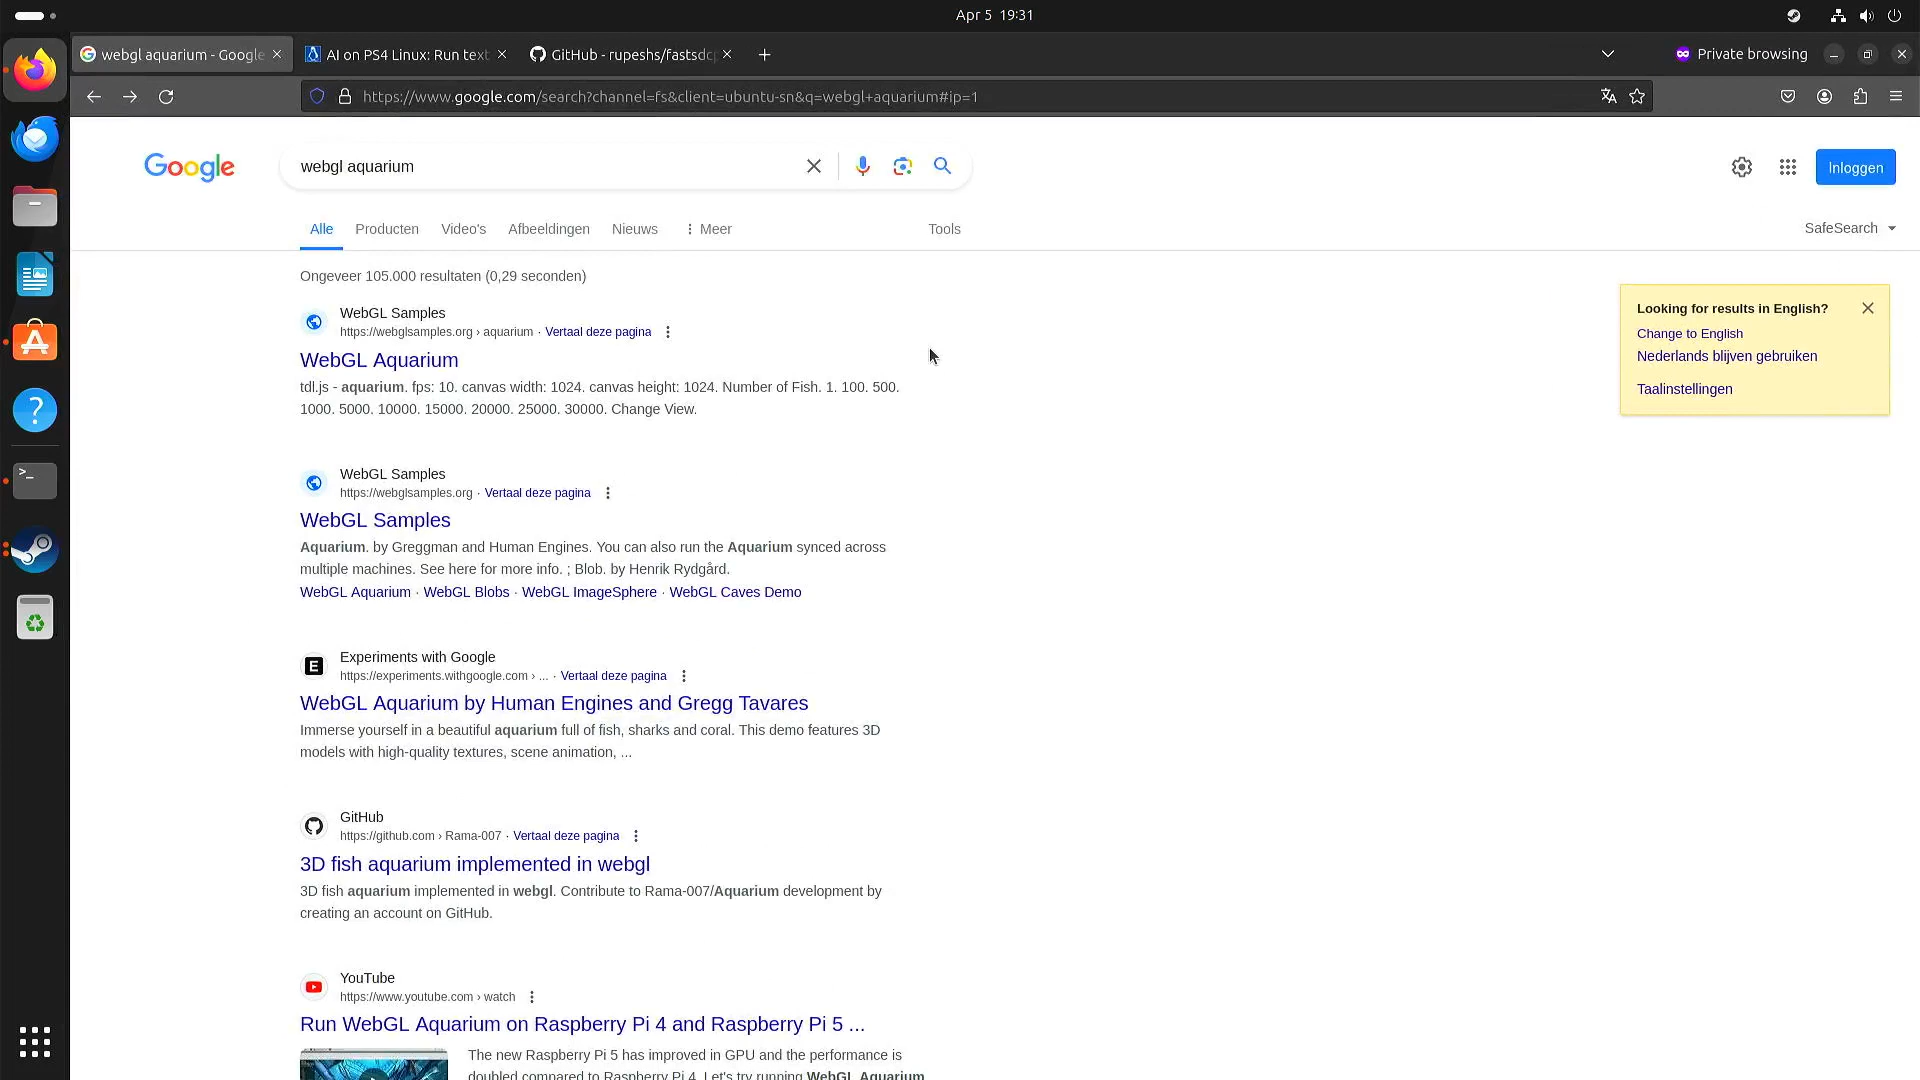 Apr 5 19:31
webgl aquarium - Google
AI on PS4 Linux: Run text
GitHub - rupeshs/fastsdcp
Private browsing
https://www.google.com/search?channel=fs&client=ubuntu-sn&q=webgl+aquarium#ip=1
Google
webgl aquarium
Inloggen
Alle
Producten
Video's
Afbeeldingen
Nieuws
Meer
Tools
SafeSearch
Ongeveer 105.000 resultaten (0,29 seconden)
Looking for results in English?
Change to English
Nederlands blijven gebruiken
Taalinstellingen
WebGL Samples
https://webglsamples.org › aquarium · Vertaal deze pagina
WebGL Aquarium
tdl.js - aquarium. fps: 10. canvas width: 1024. canvas height: 1024. Number of Fish. 1. 100. 500.
1000. 5000. 10000. 15000. 20000. 25000. 30000. Change View.
WebGL Samples
https://webglsamples.org · Vertaal deze pagina
WebGL Samples
Aquarium. by Greggman and Human Engines. You can also run the Aquarium synced across
multiple machines. See here for more info. ; Blob. by Henrik Rydgård.
WebGL Aquarium · WebGL Blobs · WebGL ImageSphere · WebGL Caves Demo
E
Experiments with Google
https://experiments.withgoogle.com › ... · Vertaal deze pagina
WebGL Aquarium by Human Engines and Gregg Tavares
Immerse yourself in a beautiful aquarium full of fish, sharks and coral. This demo features 3D
models with high-quality textures, scene animation, ...
GitHub
https://github.com › Rama-007 · Vertaal deze pagina
3D fish aquarium implemented in webgl
3D fish aquarium implemented in webgl. Contribute to Rama-007/Aquarium development by
creating an account on GitHub.
YouTube
https://www.youtube.com › watch
Run WebGL Aquarium on Raspberry Pi 4 and Raspberry Pi 5 ...
The new Raspberry Pi 5 has improved in GPU and the performance is
doubled compared to Raspberry Pi 4. Let's try running WebGL Aquarium